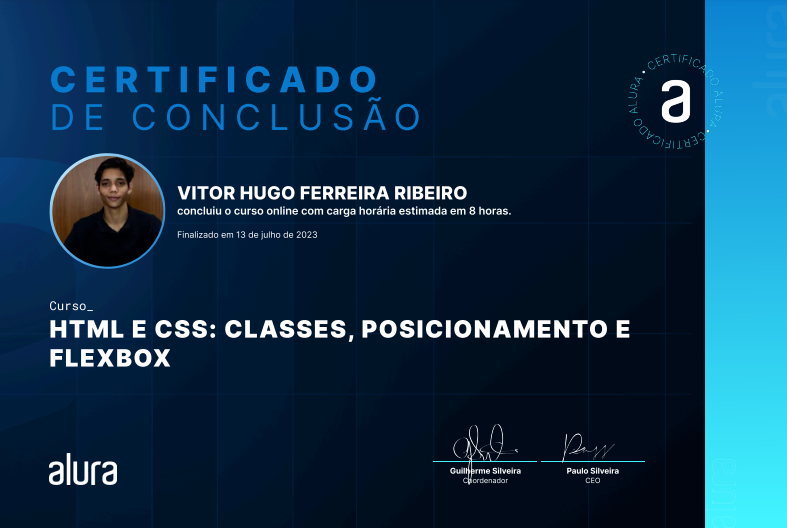 CERTIFICADO
DE CONCLUSÃO
CERTIFICADO ALURA • CERTIFICADO ALURA •
a
VITOR HUGO FERREIRA RIBEIRO
concluiu o curso online com carga horária estimada em 8 horas.
Finalizado em 13 de julho de 2023
Curso_
HTML E CSS: CLASSES, POSICIONAMENTO E
FLEXBOX
alura
Guilherme Silveira
Coordenador
Paulo Silveira
CEO
alura
alura